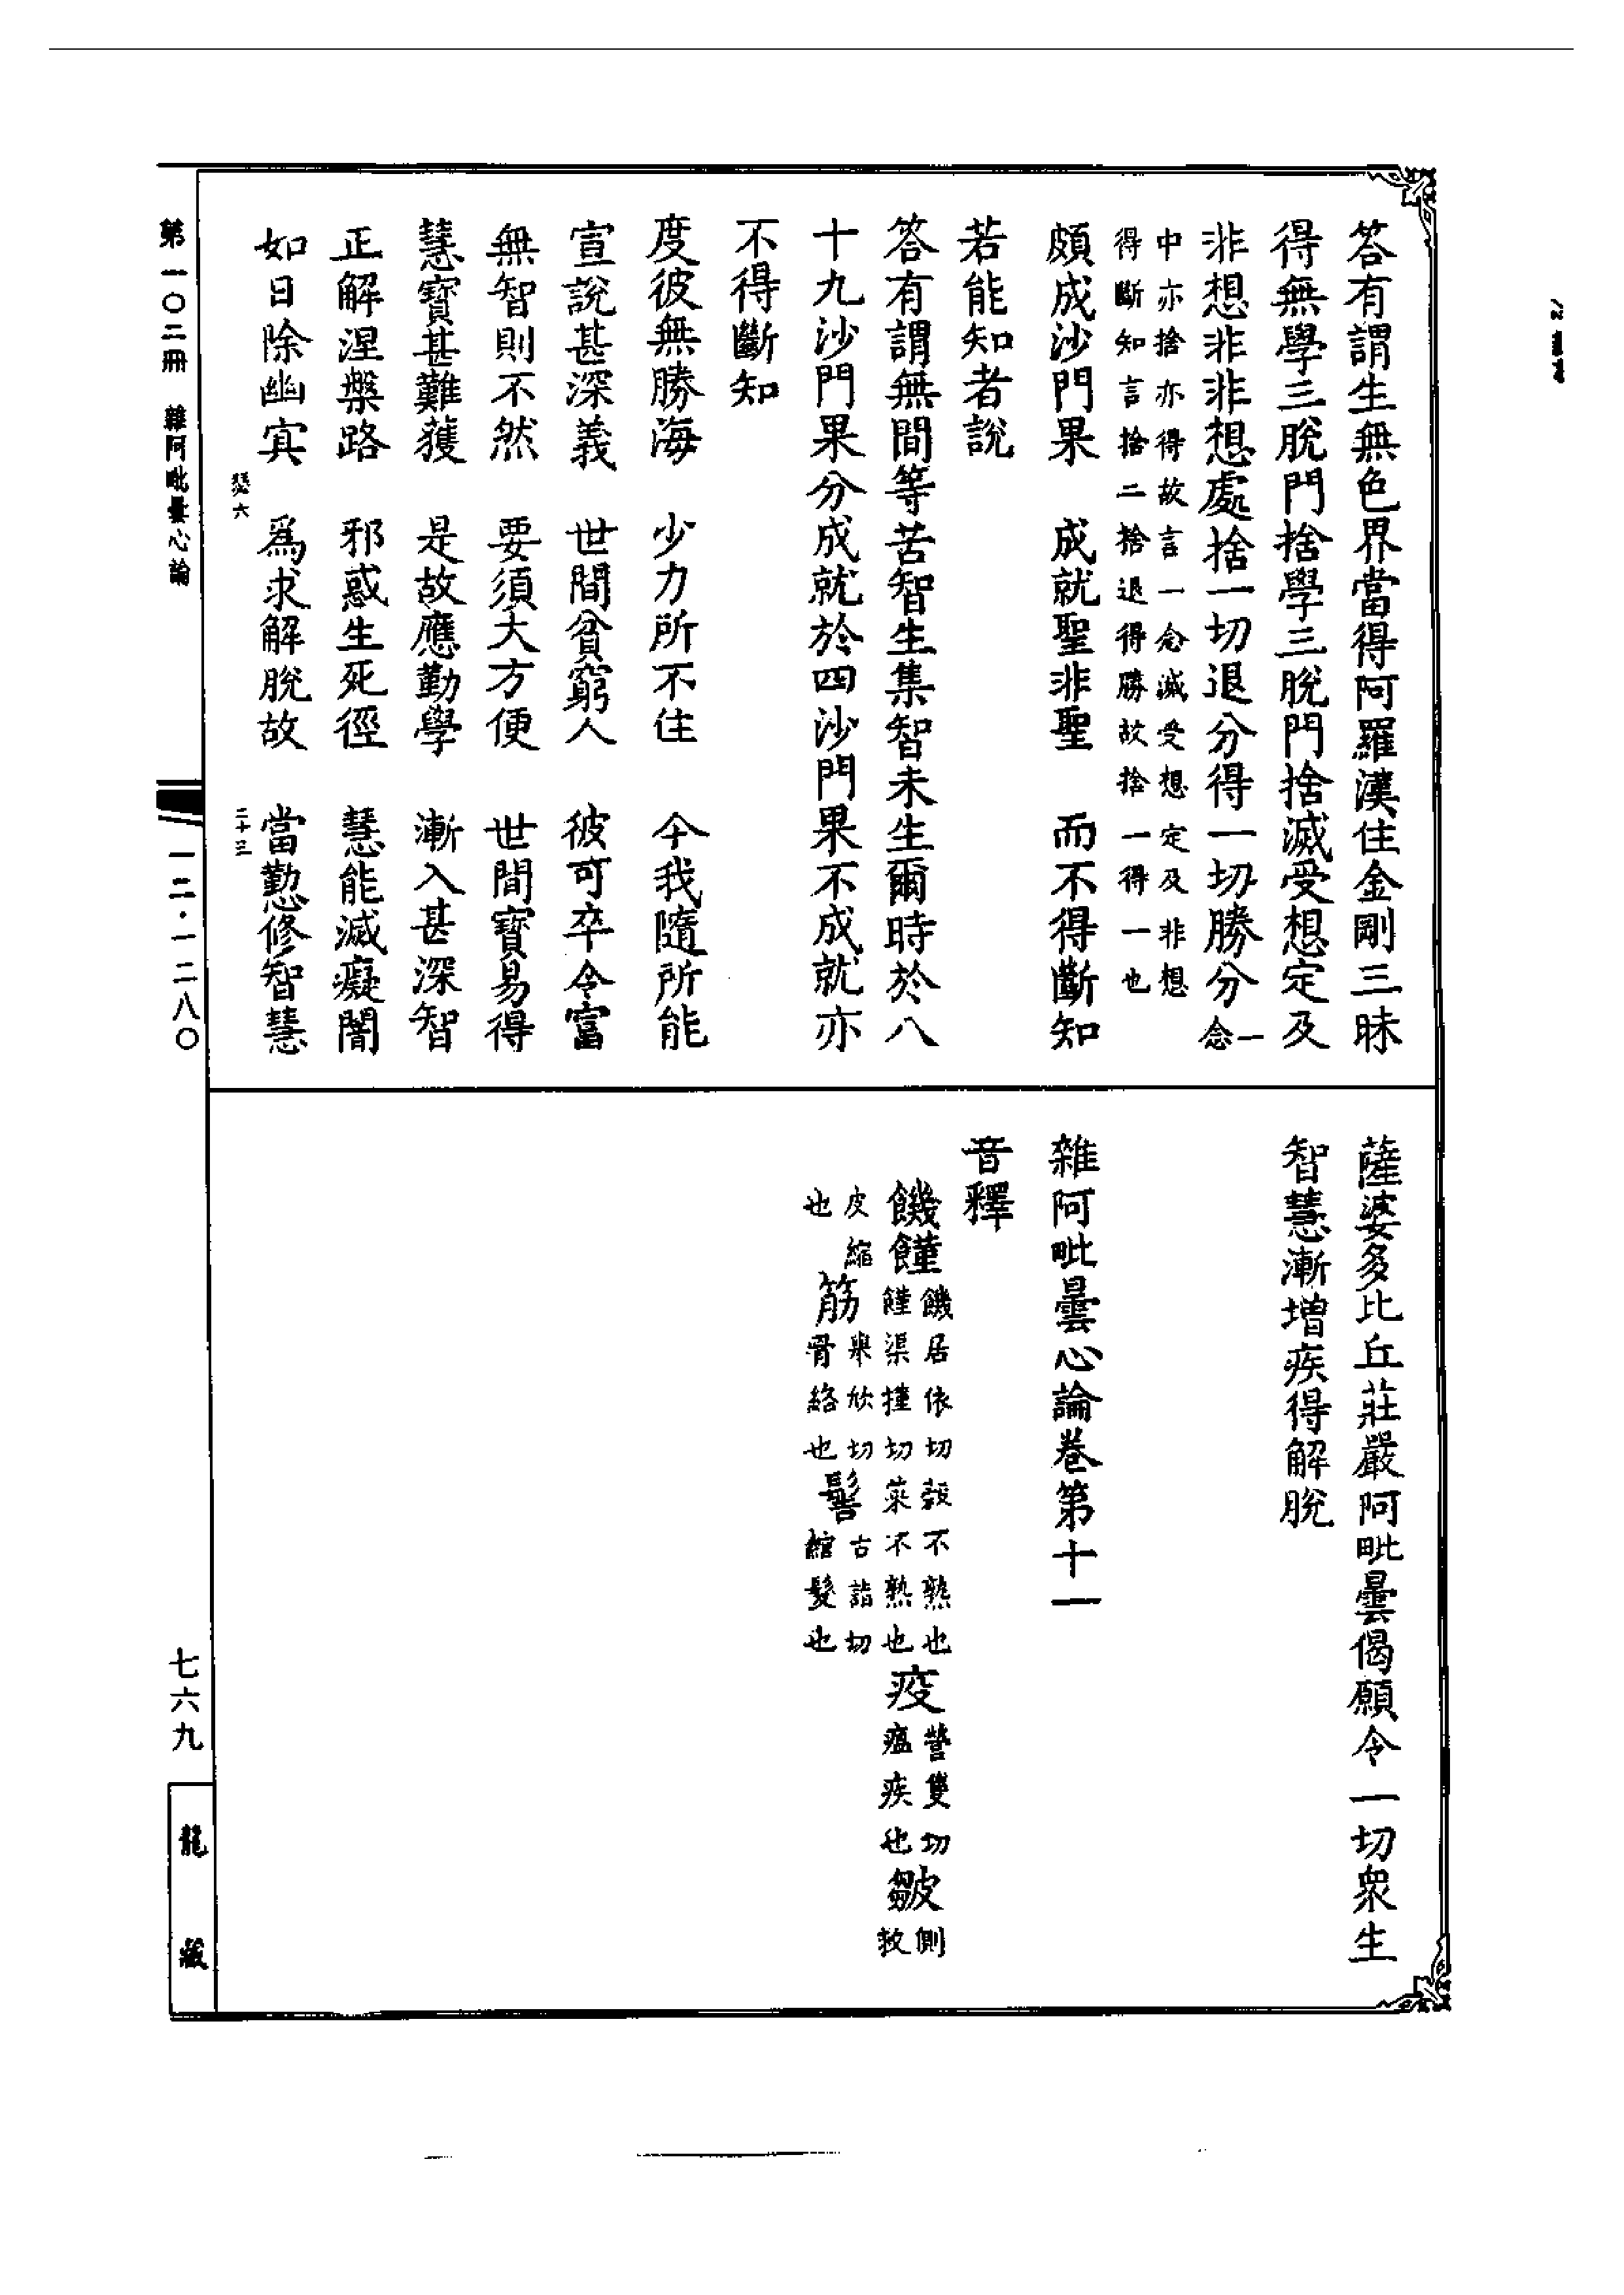 答有謂生無色界當得阿羅漢住金剛三昧
得無學三脫門捨學三脫門捨滅受想定及
非想非非想處捨一切退分得一切勝分一念
中亦捨亦得故言一念滅受想定及非想
得斷知言捨二捨退得勝故捨一得一也
頗成沙門果　成就聖非聖　而不得斷知
若能知者說
答有謂無間等苦智生集智未生爾時於八
十九沙門果分成就於四沙門果不成就亦
不得斷知
度彼無勝海　少力所不住　今我隨所能
宣說甚深義　世間貧窮人　彼可卒令富
無智則不然　要須大方便　世間寶易得
慧寶甚難獲　是故應勤學　漸入甚深智
正解涅槃路　邪惑生死徑　慧能滅癡闇
如日除幽冥　為求解脫故　當勤修智慧
薩婆多比丘莊嚴阿毗曇偈願令一切眾生
智慧漸增疾得解脫
雜阿毗曇心論卷第十一
音釋
饑饉饑居依切穀不熟也饉渠攆切菜不熟也疫營隻切瘟疾也皺側救
皮縮也筋舉欣切骨絡也髻古詣切綰髮也
第一〇二冊　雜阿毗曇心論
瑟六
二十三
一二·一二八〇
七六九
龍藏